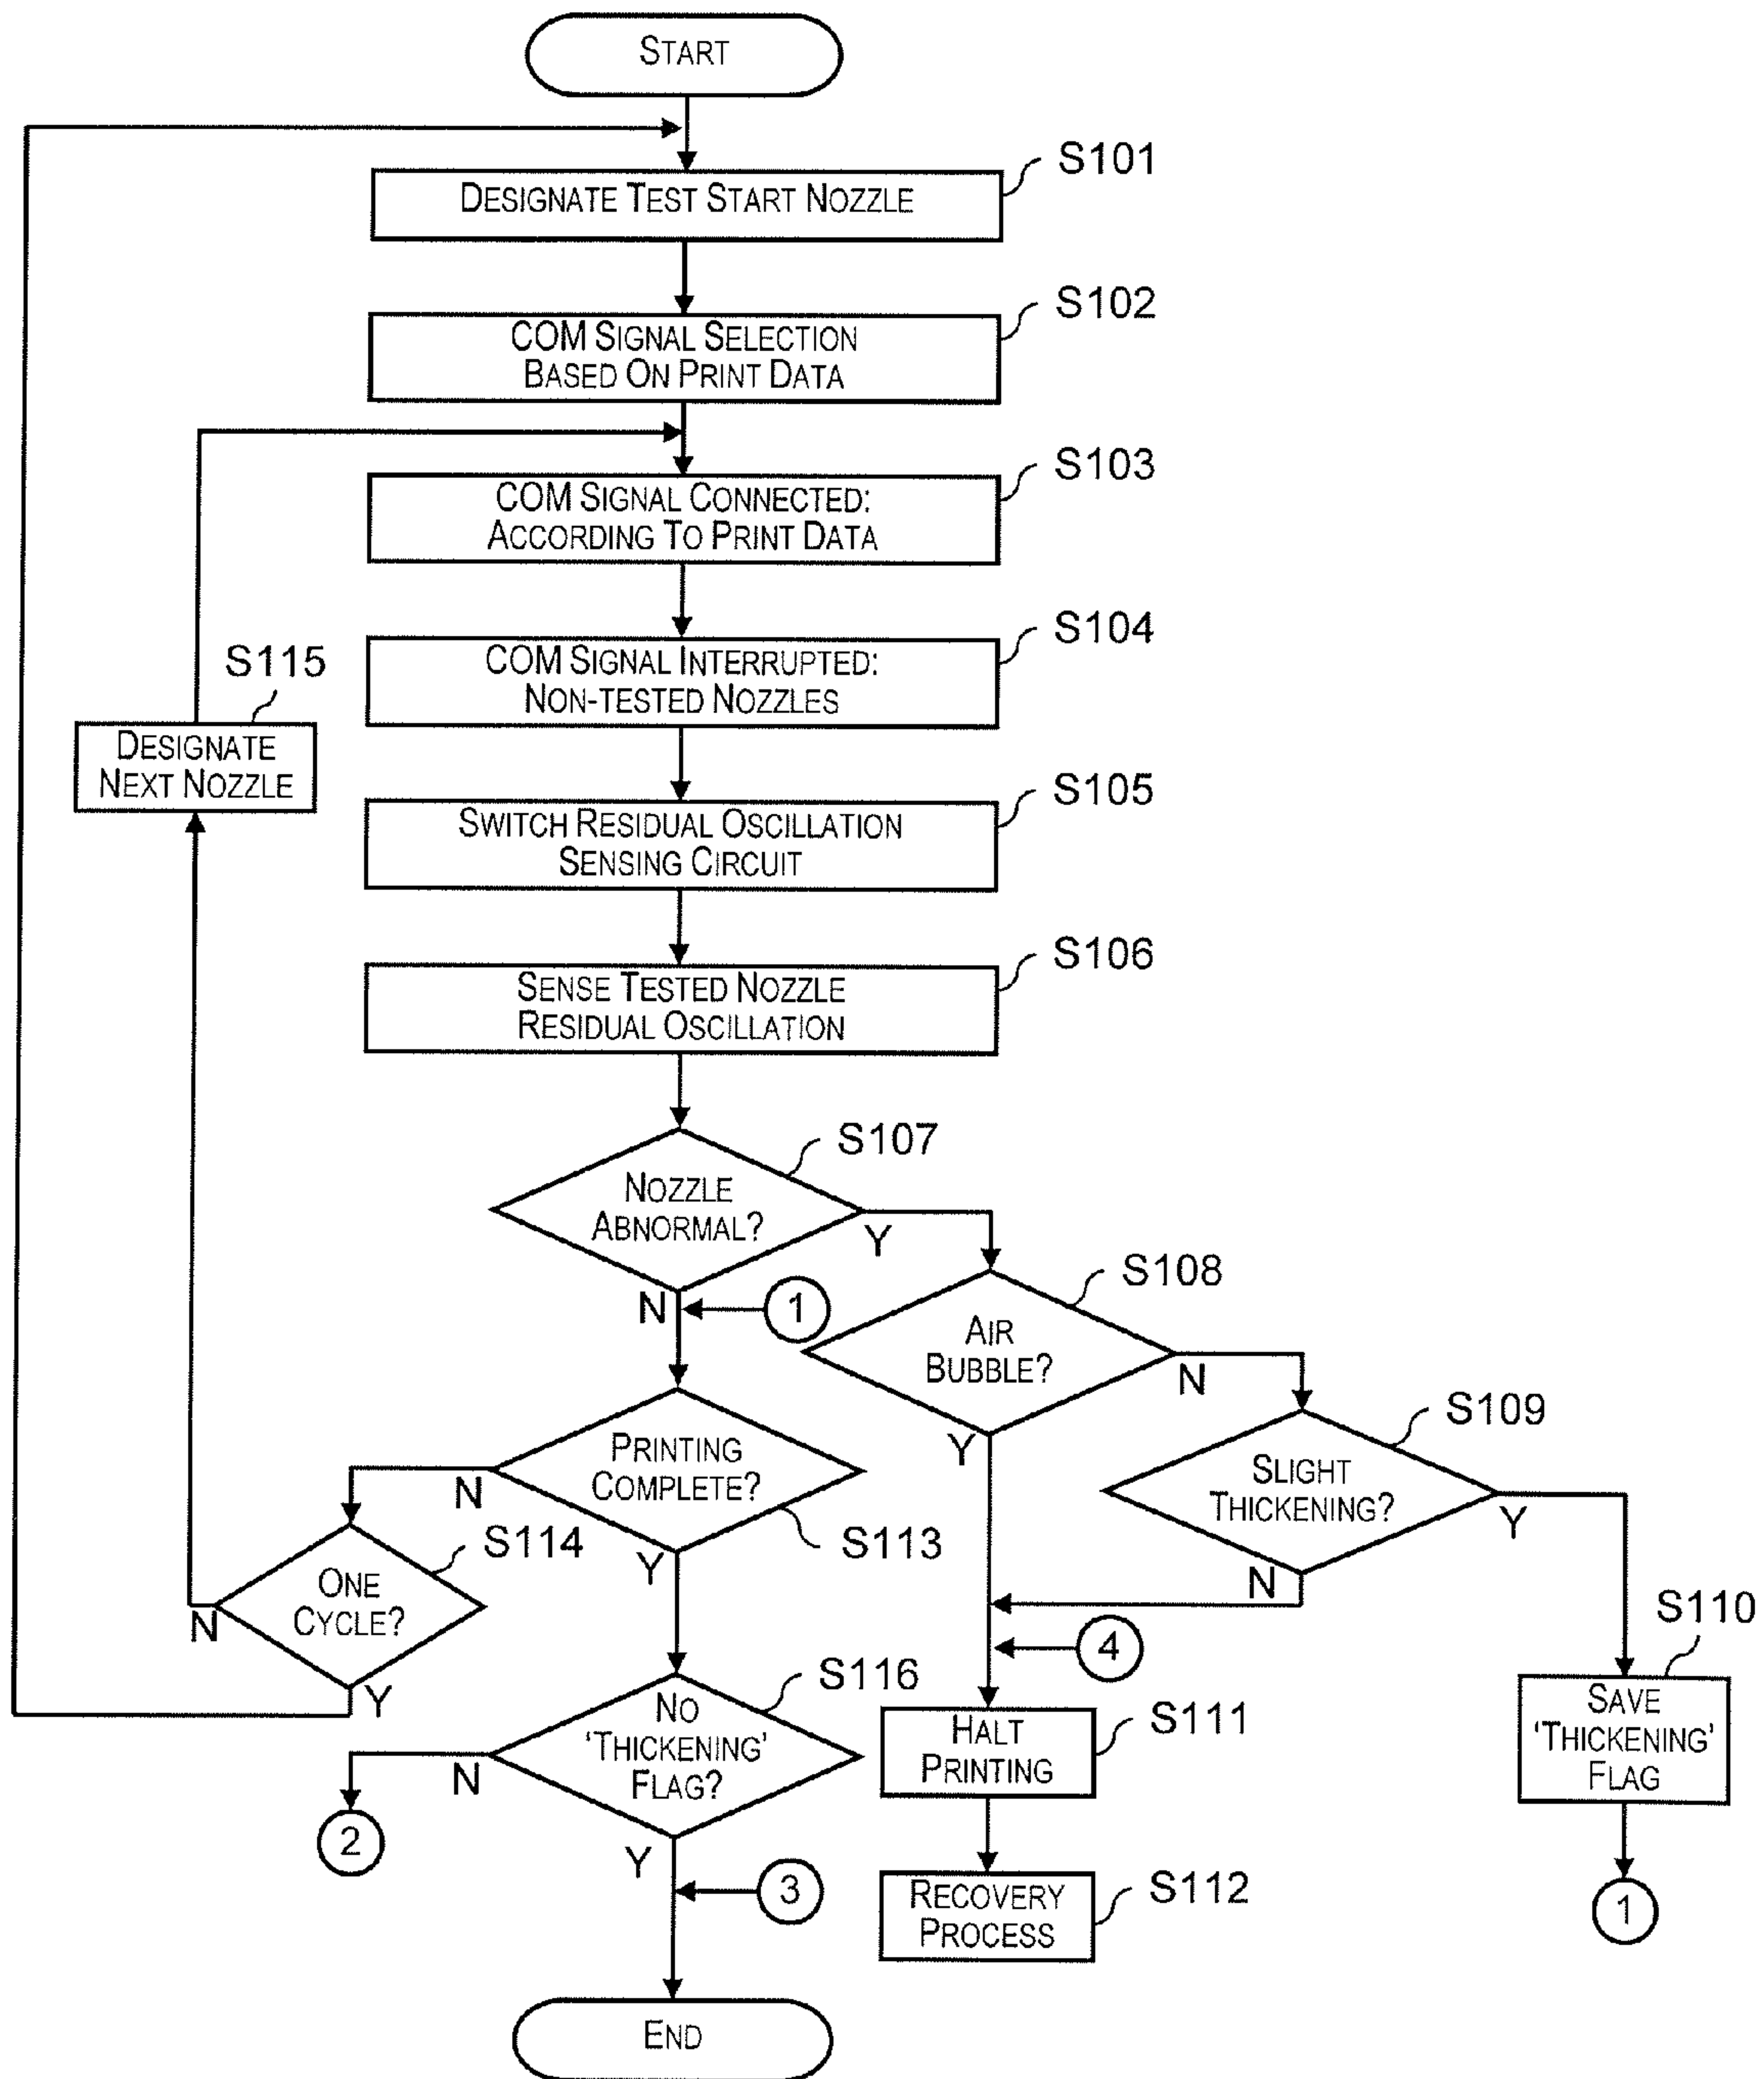 START
S101
DESIGNATE TEST START NOZZLE
S102
COM SIGNAL SELECTION
BASED ON PRINT DATA
S103
COM SIGNAL CONNECTED:
ACCORDING TO PRINT DATA
S104
COM SIGNAL INTERRUPTED:
NON-TESTED NOZZLES
S115
DESIGNATE
NEXT NOZZLE
S105
SWITCH RESIDUAL OSCILLATION
SENSING CIRCUIT
S106
SENSE TESTED NOZZLE
RESIDUAL OSCILLATION
S107
NOZZLE
ABNORMAL?
Y
N
1
S108
AIR
BUBBLE?
N
Y
S109
SLIGHT
THICKENING?
Y
N
PRINTING
COMPLETE?
N
Y
S113
S114
ONE
CYCLE?
N
Y
4
S110
SAVE
'THICKENING'
FLAG
1
S116
NO
'THICKENING'
FLAG?
N
Y
2
3
S111
HALT
PRINTING
S112
RECOVERY
PROCESS
END